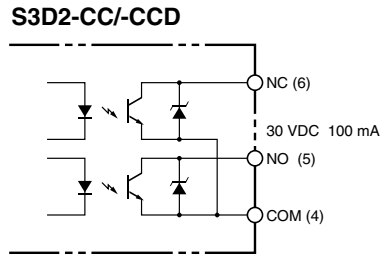 S3D2-CC/-CCD
NC (6)
30 VDC 100 mA
NO (5)
COM (4)